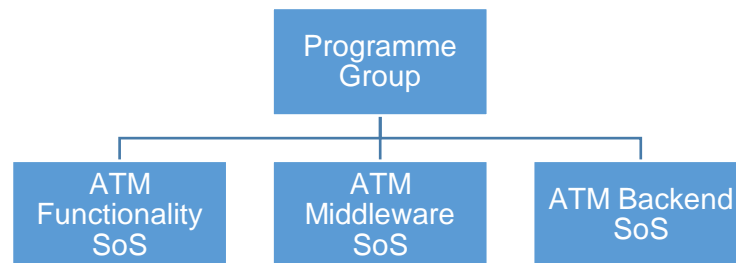 Programme
Group
ATM
Functionality
SoS
ATM
Middleware
SoS
ATM Backend
SoS